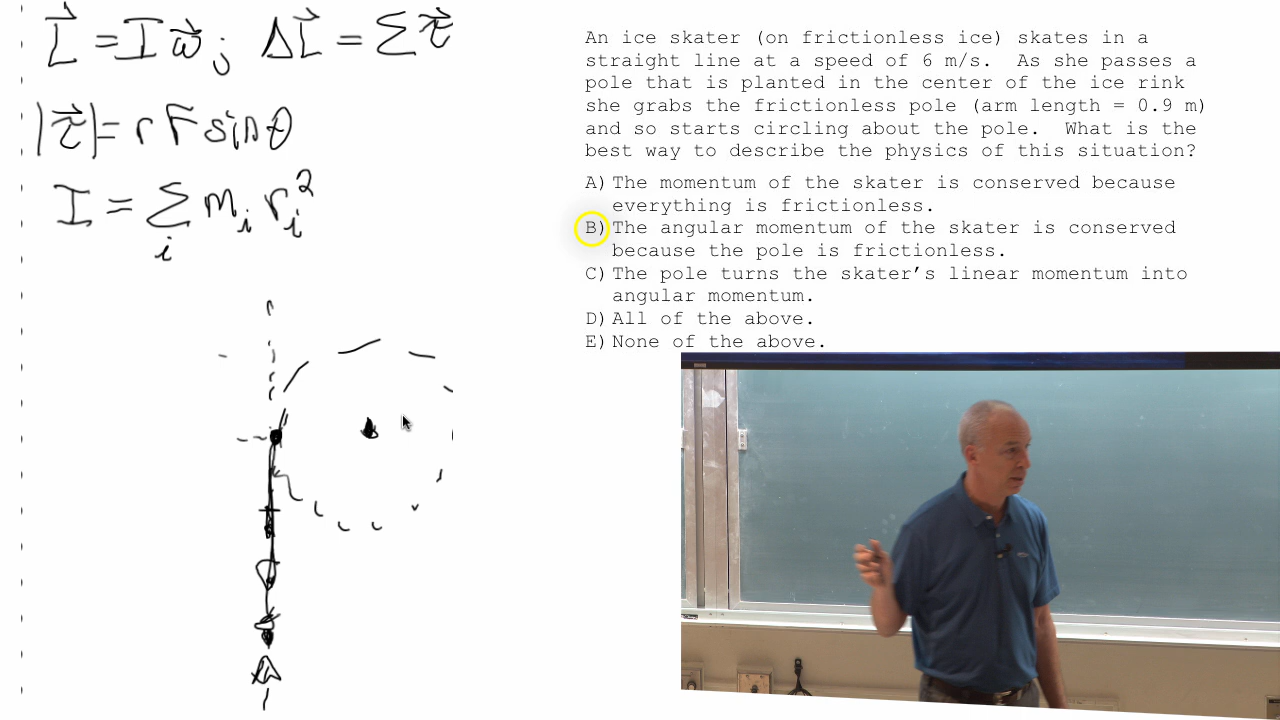 L⃗ = I ω⃗ ; ΔL⃗ = Σ τ⃗
|τ⃗| = r F sin θ
I = Σ_i m_i r_i²
An ice skater (on frictionless ice) skates in a
straight line at a speed of 6 m/s. As she passes a
pole that is planted in the center of the ice rink
she grabs the frictionless pole (arm length = 0.9 m)
and so starts circling about the pole. What is the
best way to describe the physics of this situation?
A) The momentum of the skater is conserved because
everything is frictionless.
B) The angular momentum of the skater is conserved
because the pole is frictionless.
C) The pole turns the skater’s linear momentum into
angular momentum.
D) All of the above.
E) None of the above.